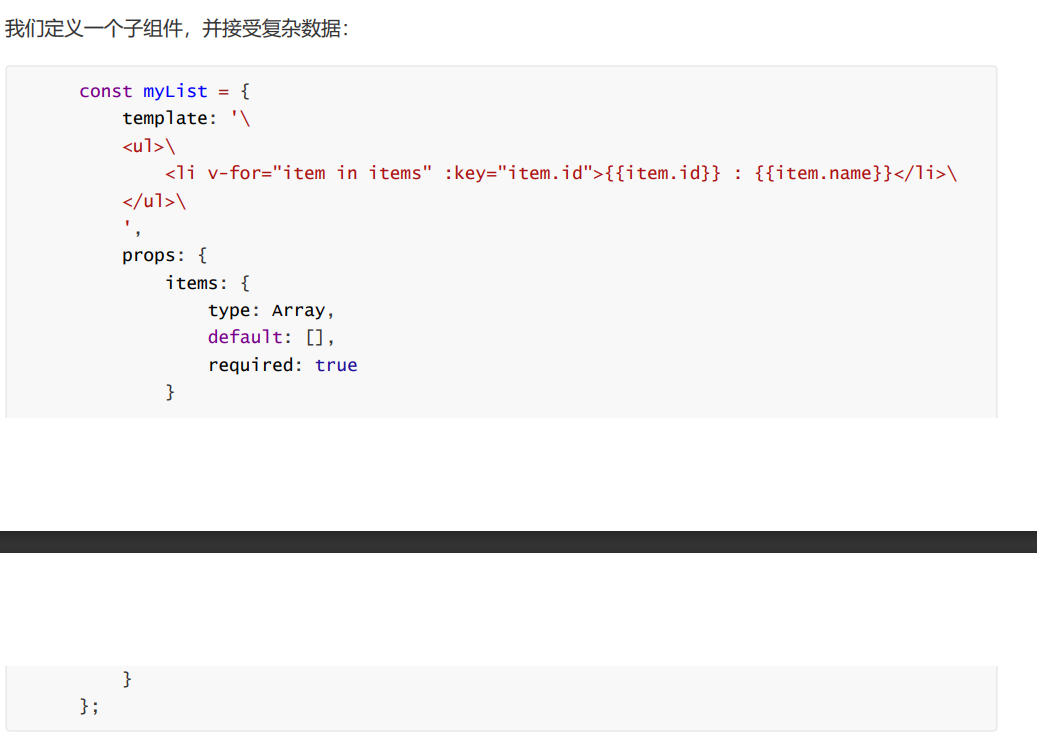 我们定义一个子组件，并接受复杂数据：
const myList = {
    template: '\
    <ul>\
        <li v-for="item in items" :key="item.id">{{item.id}} : {{item.name}}</li>\
    </ul>\
    ',
    props: {
        items: {
            type: Array,
            default: [],
            required: true
        }
    }
};